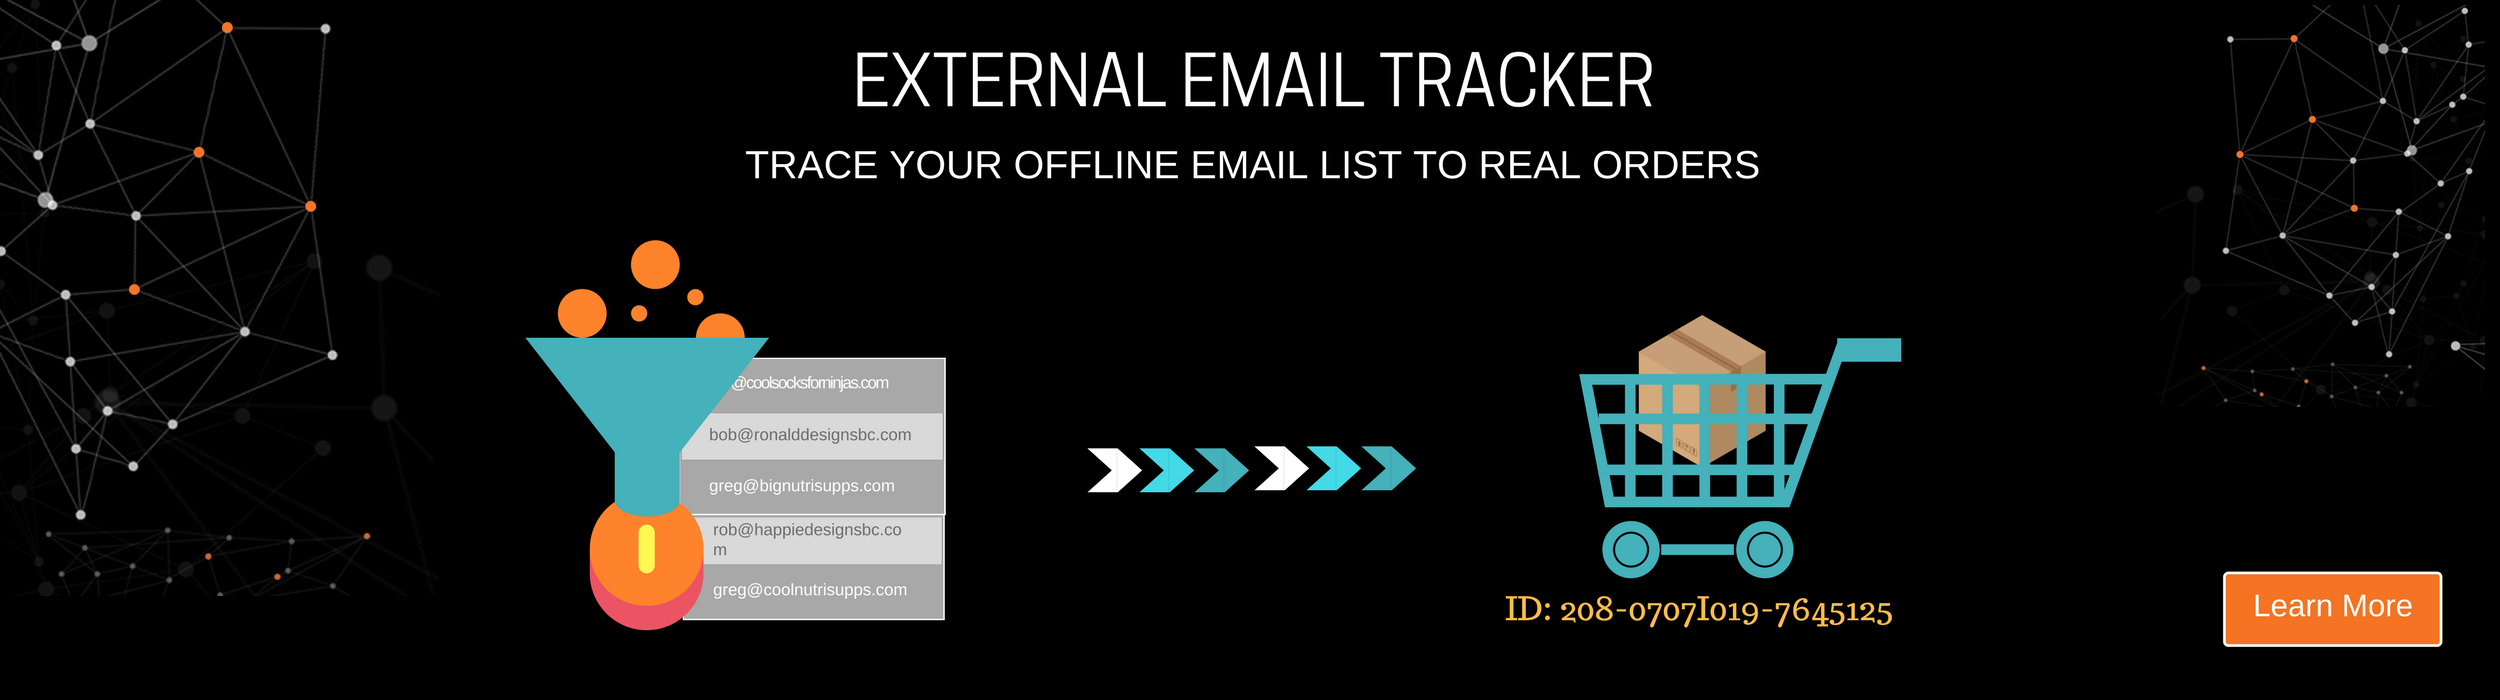 EXTERNAL EMAIL TRACKER
TRACE YOUR OFFLINE EMAIL LIST TO REAL ORDERS
@coolsocksforninjas.com
bob@ronalddesignsbc.com
greg@bignutrisupps.com
rob@happiedesignsbc.co
m
greg@coolnutrisupps.com
ID: 208-0707I019-7645125
Learn More